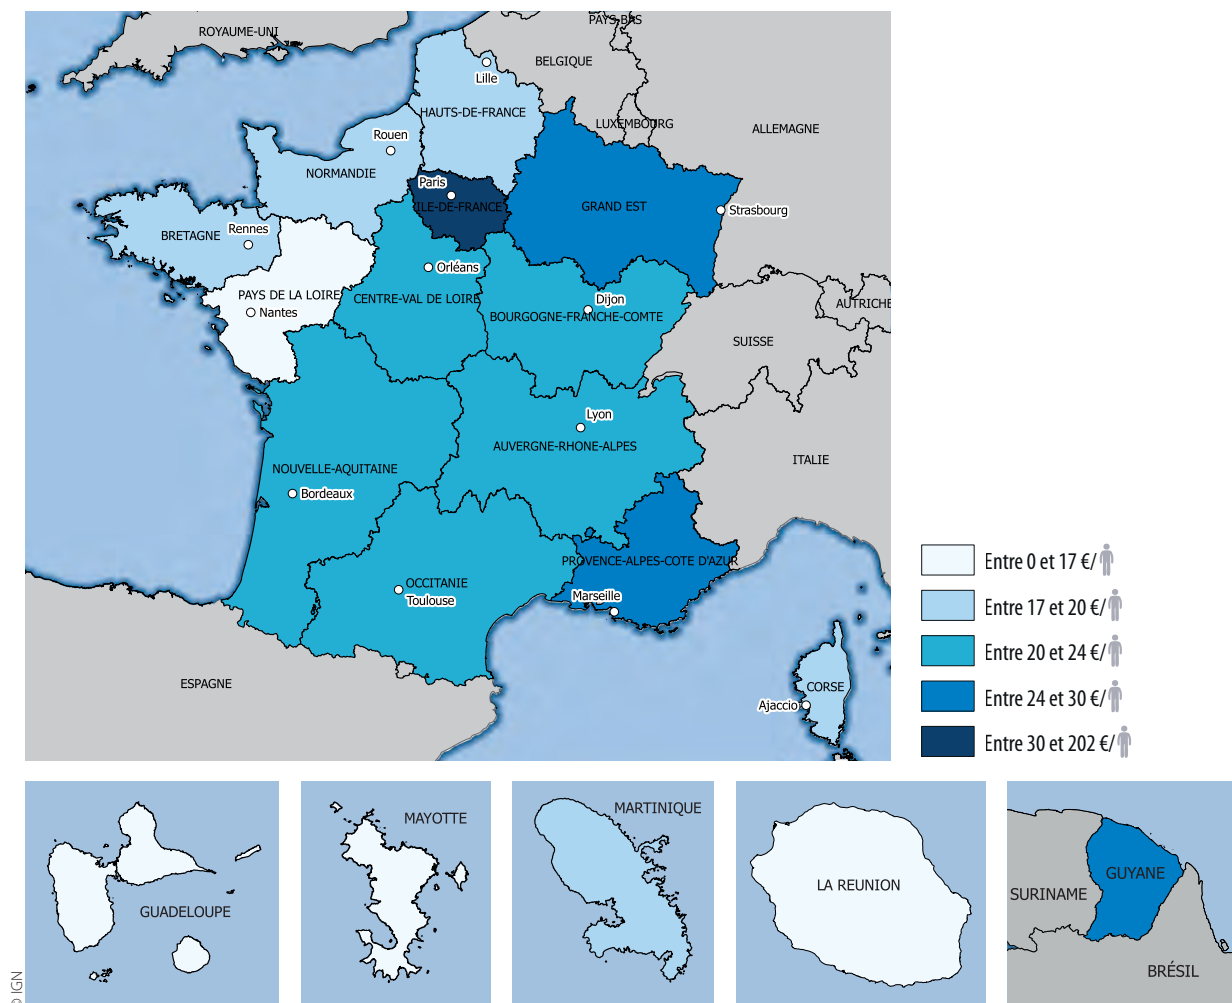 ROYAUME-UNI
PAYS-BAS
BELGIQUE
Lille
HAUTS-DE-FRANCE
LUXEMBOURG
ALLEMAGNE
Rouen
NORMANDIE
Paris
ILE-DE-FRANCE
GRAND EST
Strasbourg
BRETAGNE
Rennes
Orléans
PAYS DE LA LOIRE
Nantes
CENTRE-VAL DE LOIRE
Dijon
BOURGOGNE-FRANCHE-COMTE
AUTRICHE
SUISSE
Lyon
AUVERGNE-RHONE-ALPES
ITALIE
NOUVELLE-AQUITAINE
Bordeaux
PROVENCE-ALPES-COTE D'AZUR
OCCITANIE
Toulouse
Marseille
ESPAGNE
CORSE
Ajaccio
Entre 0 et 17 €/
Entre 17 et 20 €/
Entre 20 et 24 €/
Entre 24 et 30 €/
Entre 30 et 202 €/
GUADELOUPE
MAYOTTE
MARTINIQUE
LA REUNION
GUYANE
SURINAME
BRÉSIL
© IGN